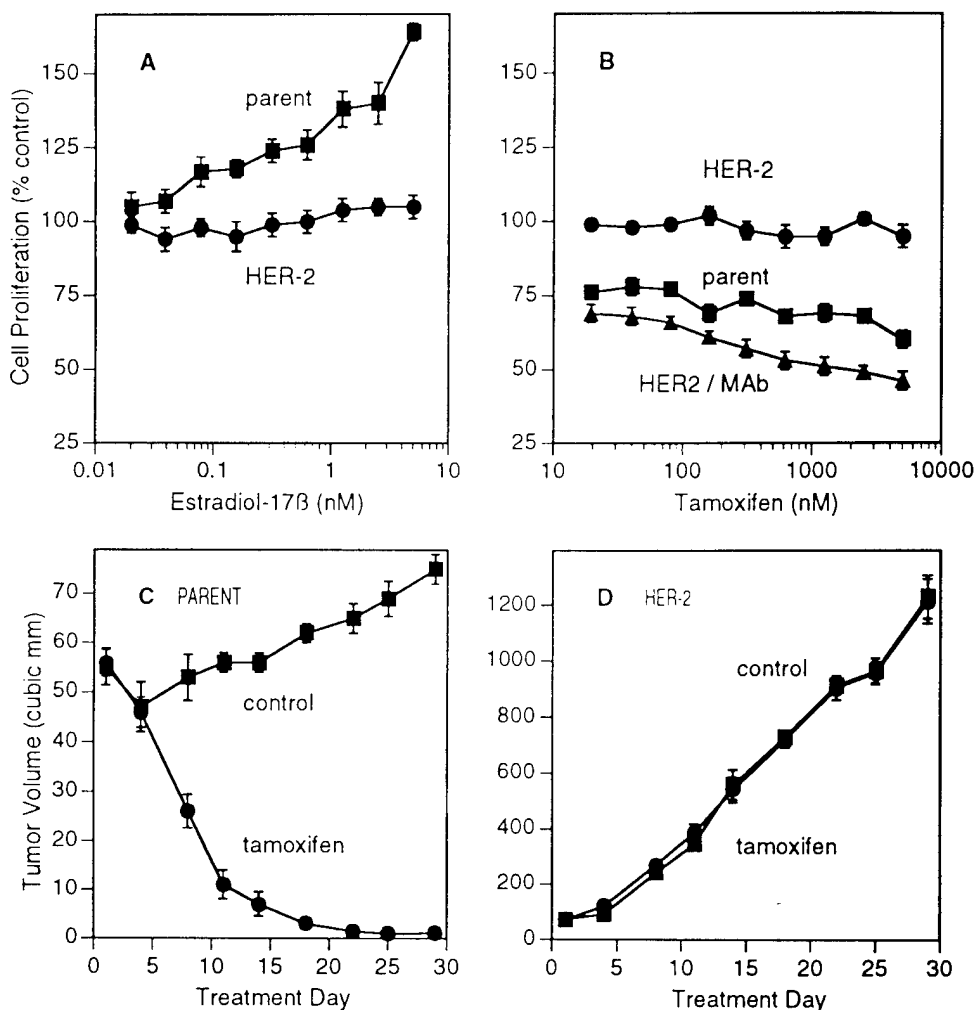 A
parent
HER-2
Cell Proliferation (% control)
150
125
100
75
50
25
0.01
0.1
1
10
Estradiol-17ß (nM)
B
HER-2
parent
HER2 / MAb
150
125
100
75
50
25
10
100
1000
10000
Tamoxifen (nM)
C PARENT
control
tamoxifen
Tumor Volume (cubic mm)
70
60
50
40
30
20
10
0
0
5
10
15
20
25
30
Treatment Day
D HER-2
control
tamoxifen
1200
1000
800
600
400
200
0
0
5
10
15
20
25
30
Treatment Day